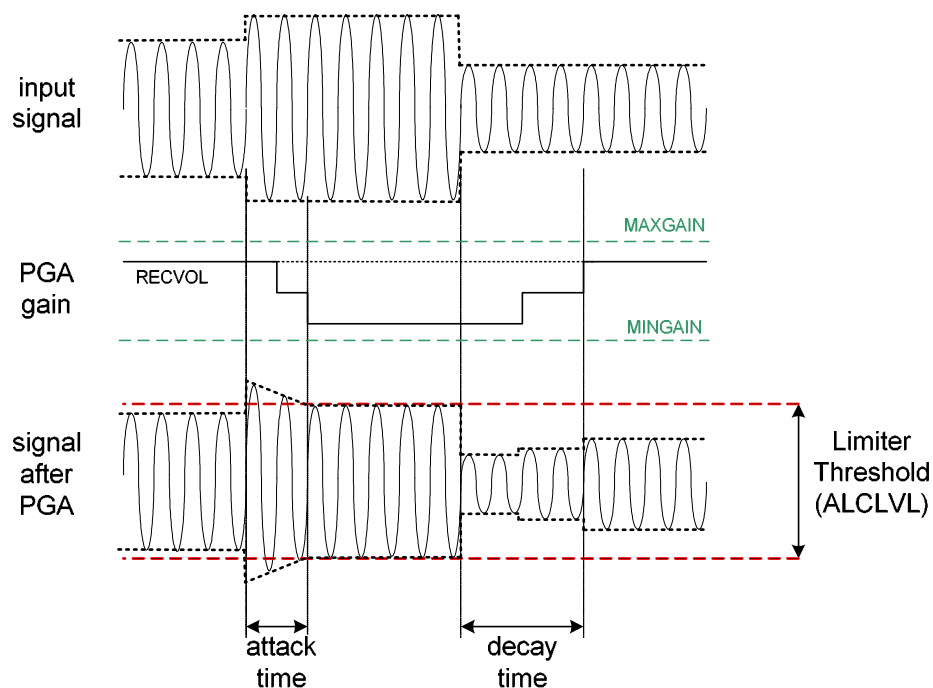 input
signal
MAXGAIN
PGA
gain
RECVOL
MINGAIN
signal
after
PGA
Limiter
Threshold
(ALCLVL)
attack
time
decay
time